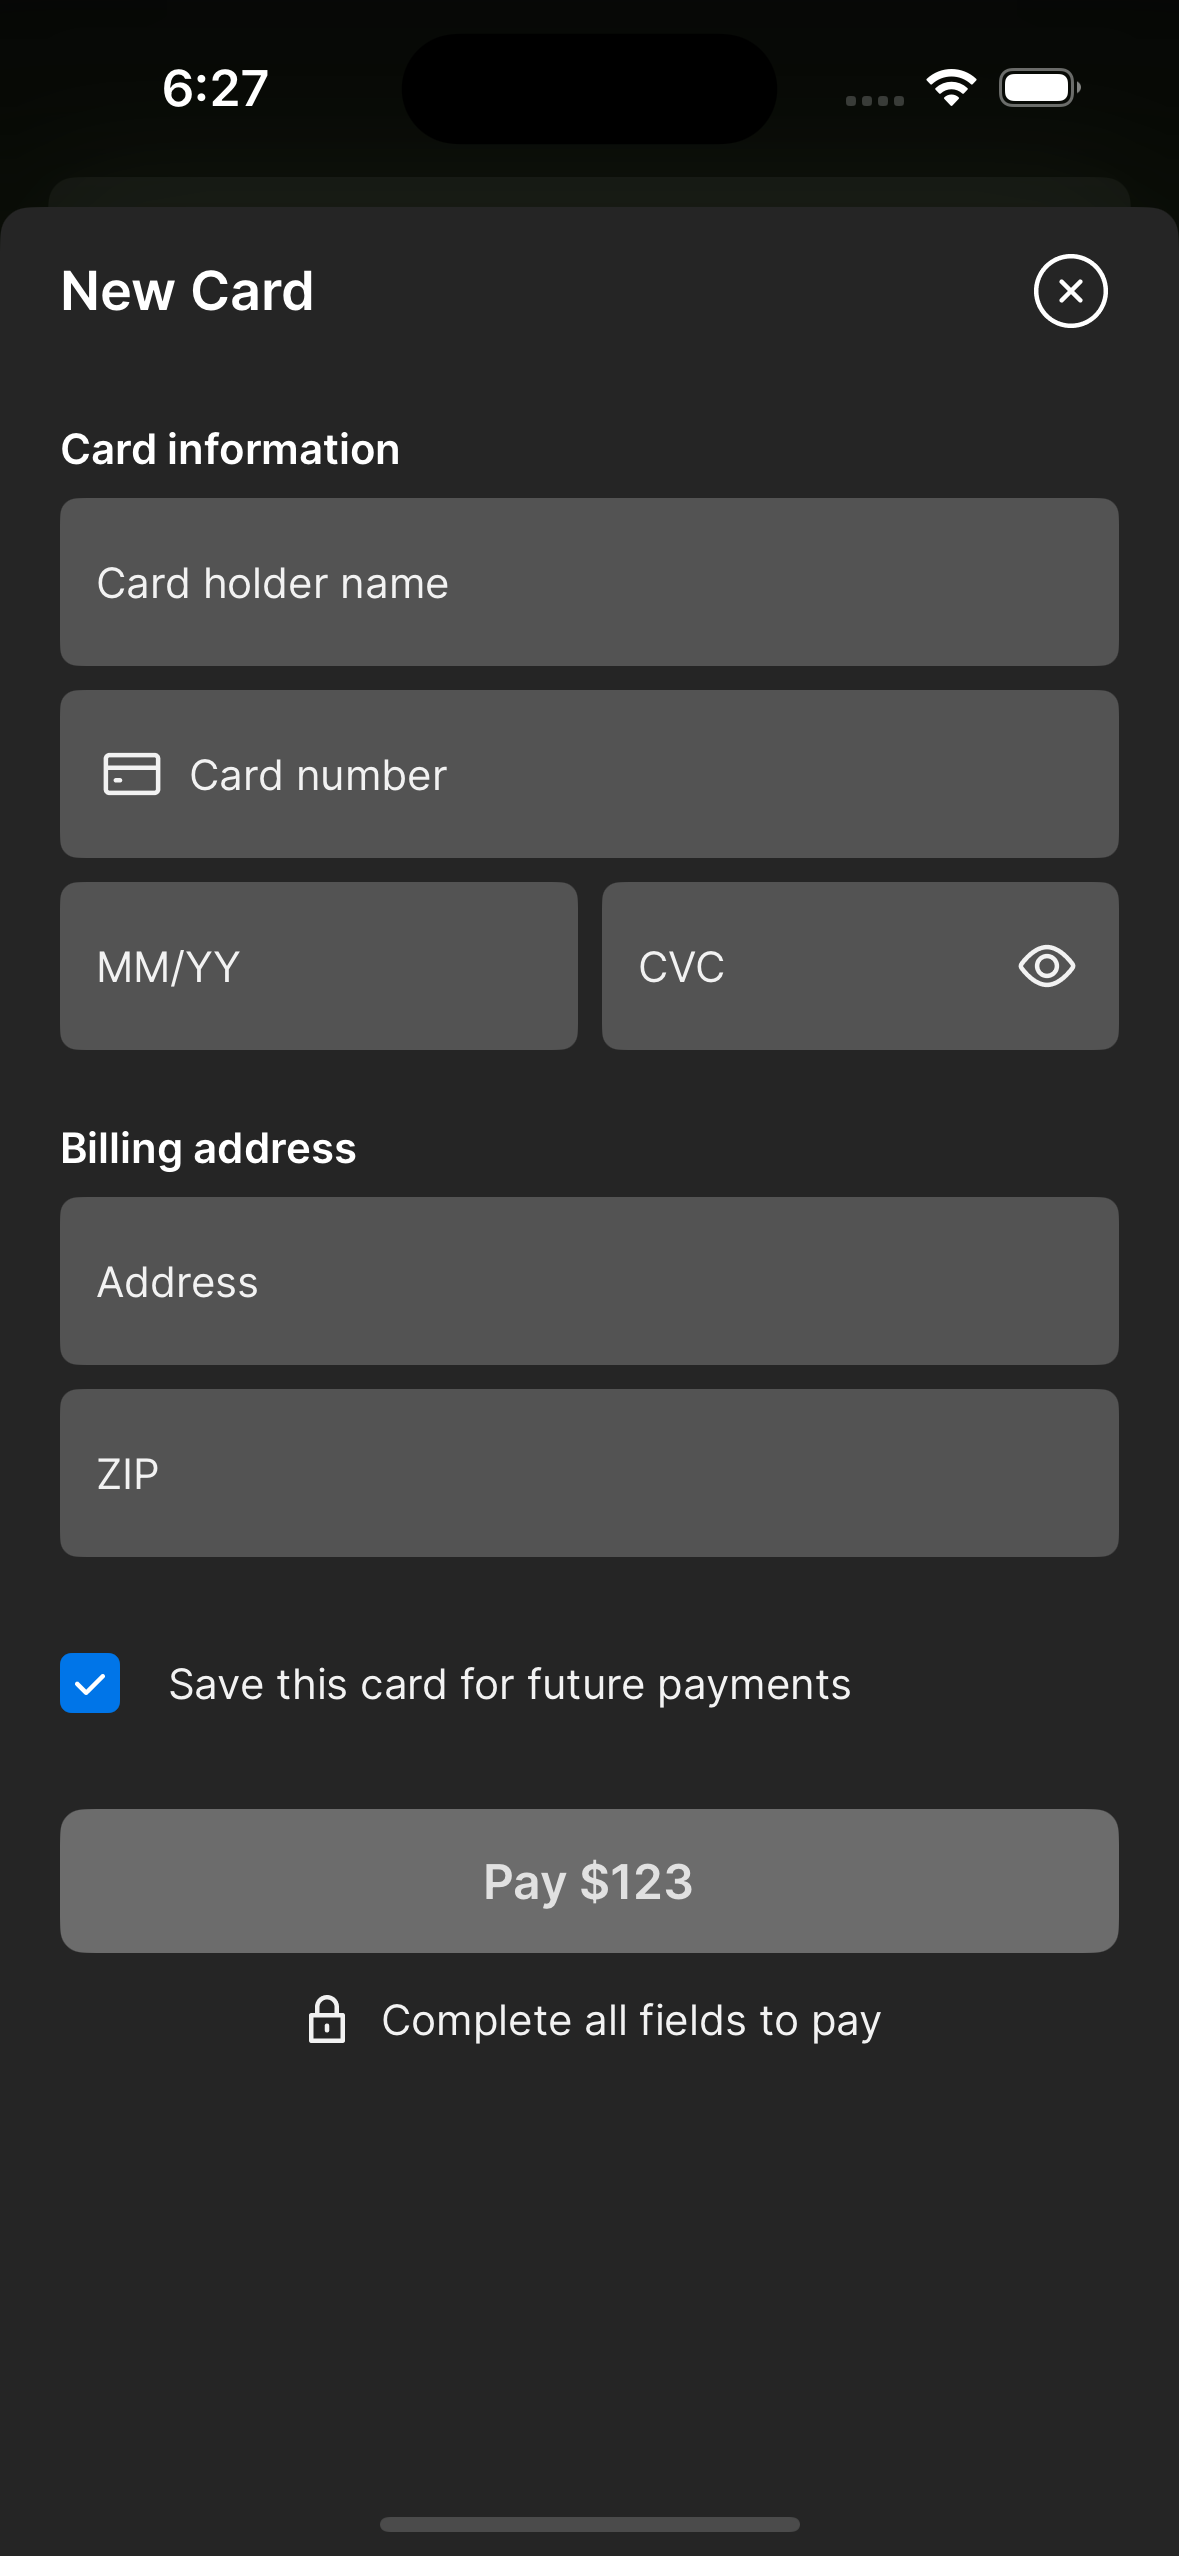 6:27
New Card
Card information
Card holder name
Card number
MM/YY
CVC
Billing address
Address
ZIP
Save this card for future payments
Pay $123
Complete all fields to pay